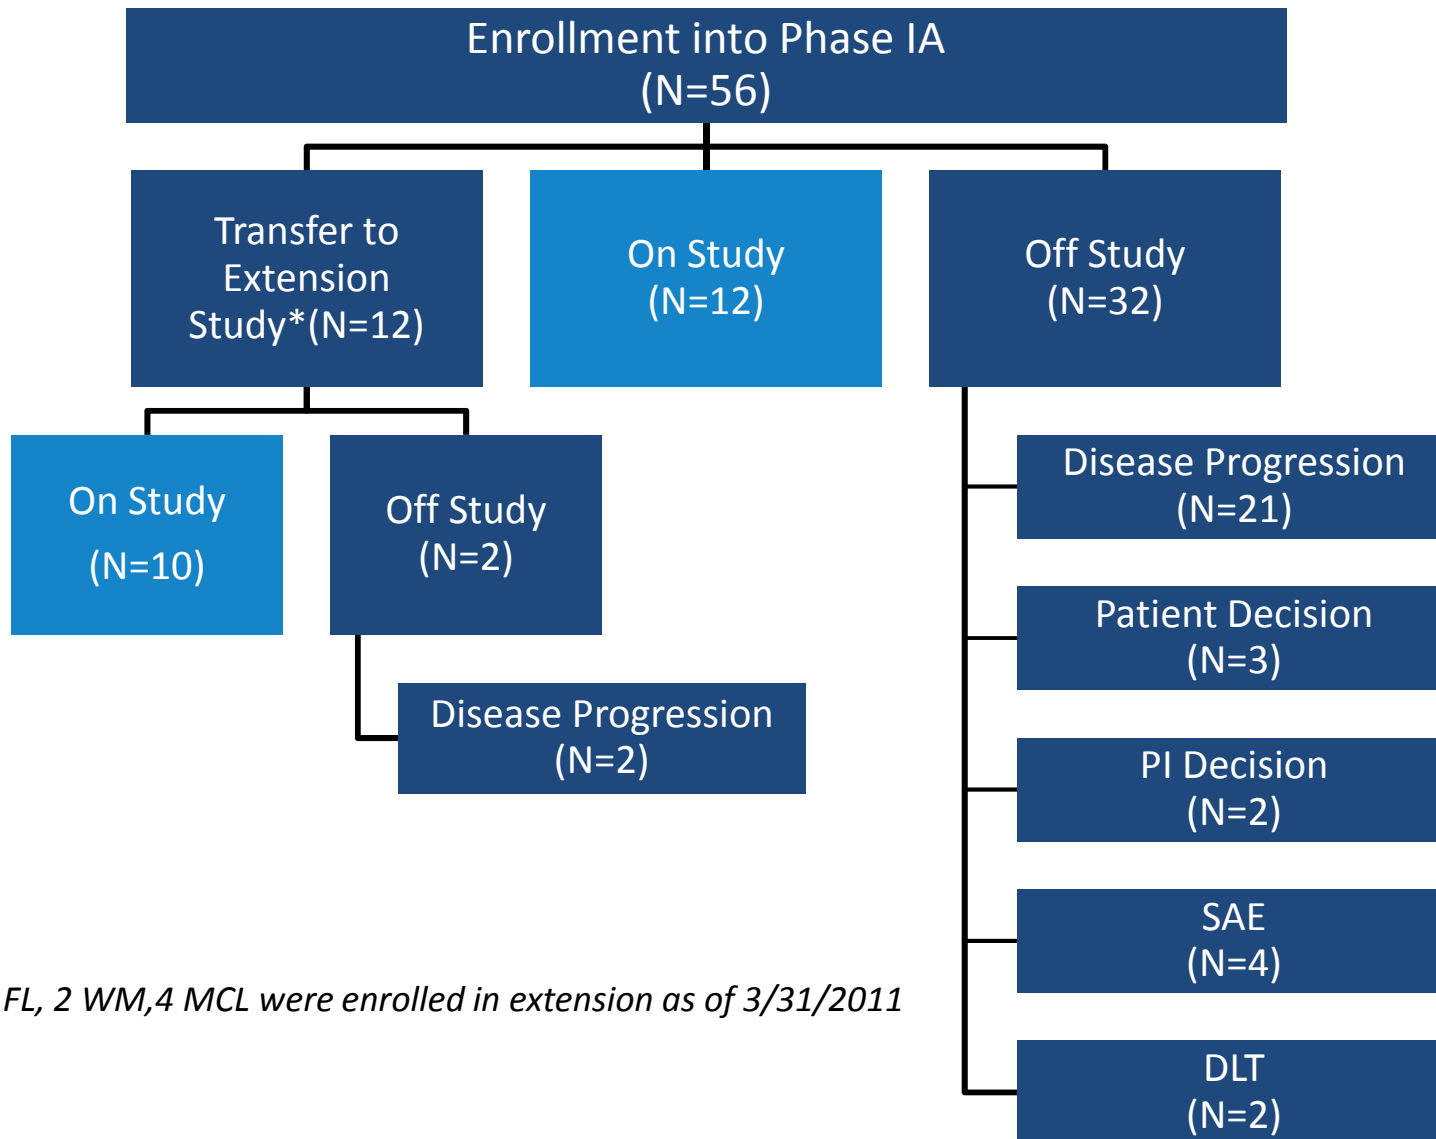 Enrollment into Phase IA
(N=56)
Transfer to
Extension
Study*(N=12)
On Study
(N=12)
Off Study
(N=32)
On Study
(N=10)
Off Study
(N=2)
Disease Progression
(N=2)
Disease Progression
(N=21)
Patient Decision
(N=3)
PI Decision
(N=2)
SAE
(N=4)
DLT
(N=2)
FL, 2 WM,4 MCL were enrolled in extension as of 3/31/2011